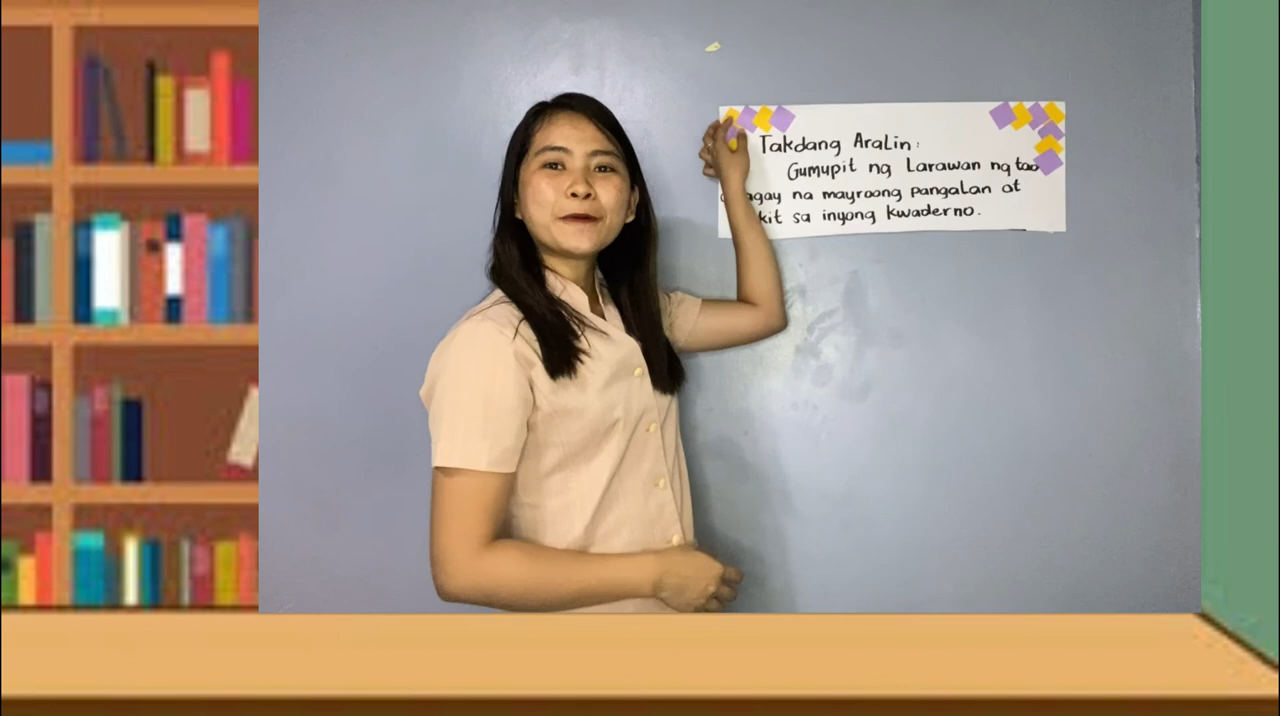 Takdang Aralin:
Gumupit ng Larawan ng tao
na mayroong pangalan at
sa inyong kwaderno.